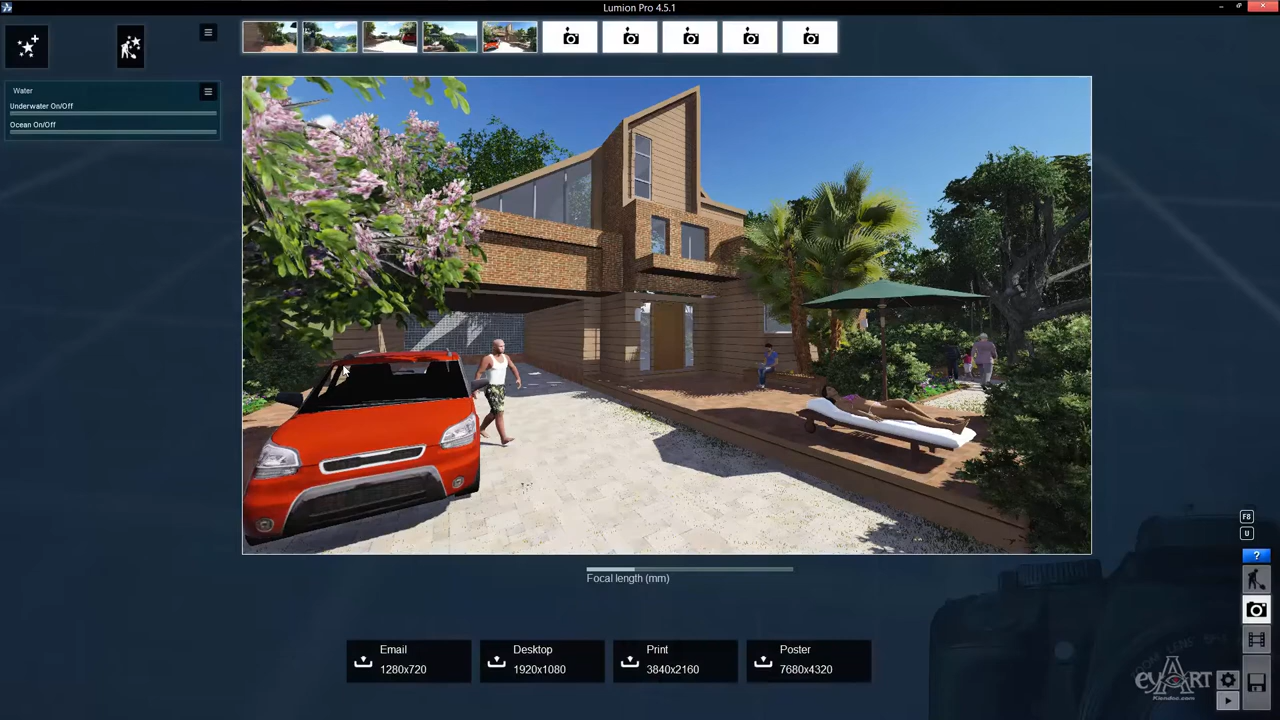 Lumion Pro 4.5.1
Water
Underwater On/Off
Ocean On/Off
F8
U
?
Focal length (mm)
Email
1280x720
Desktop
1920x1080
Print
3840x2160
Poster
7680x4320
eyART